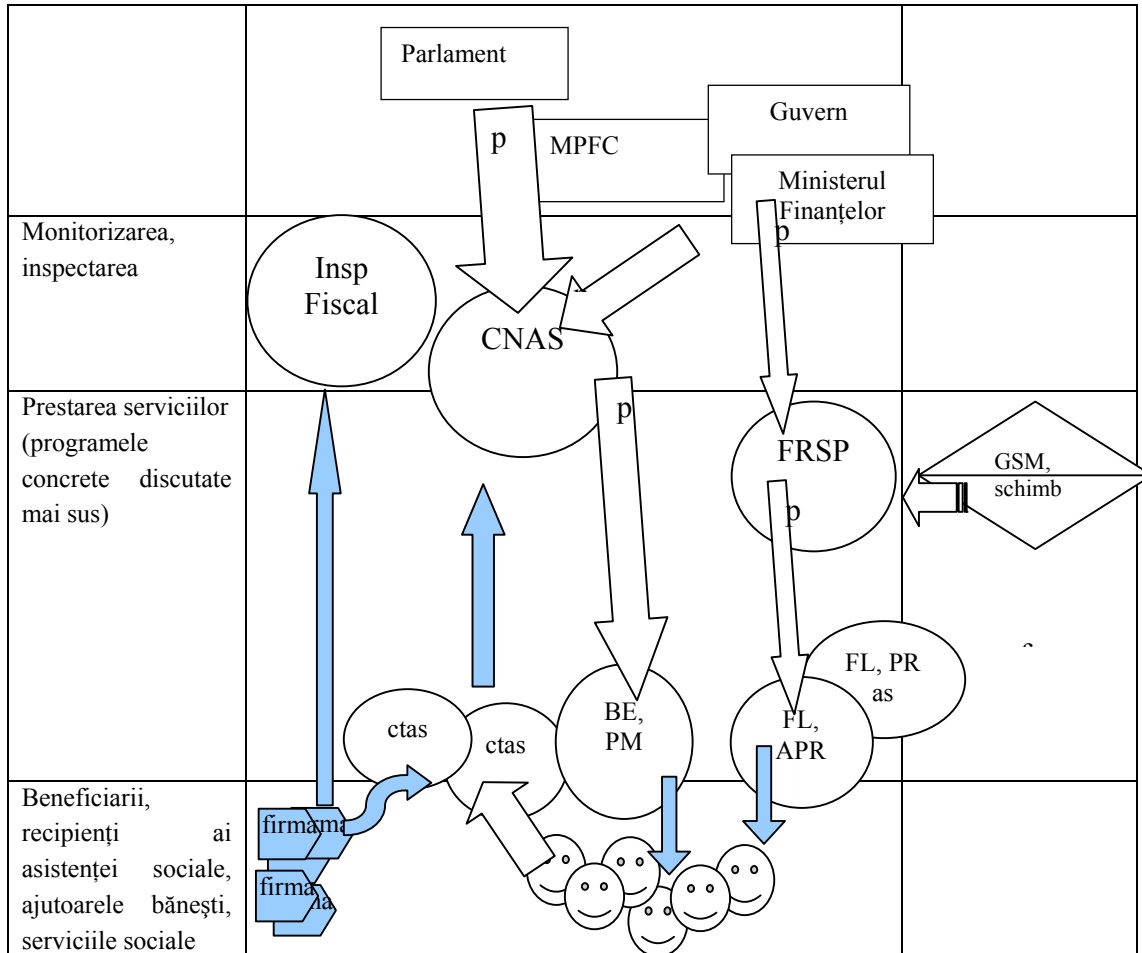 Parlament
Guvern
p
MPFC
Ministerul
Finanțelor
p
Monitorizarea,
inspectarea
Insp
Fiscal
CNAS
Prestarea serviciilor
(programele
concrete discutate
mai sus)
p
FRSP
GSM,
schimb
p
FL, PR
as
BE,
PM
FL,
APR
ctas
ctas
Beneficiarii,
recipienți ai
asistenței sociale,
ajutoarele bănești,
serviciile sociale
firma
ma
firma
na